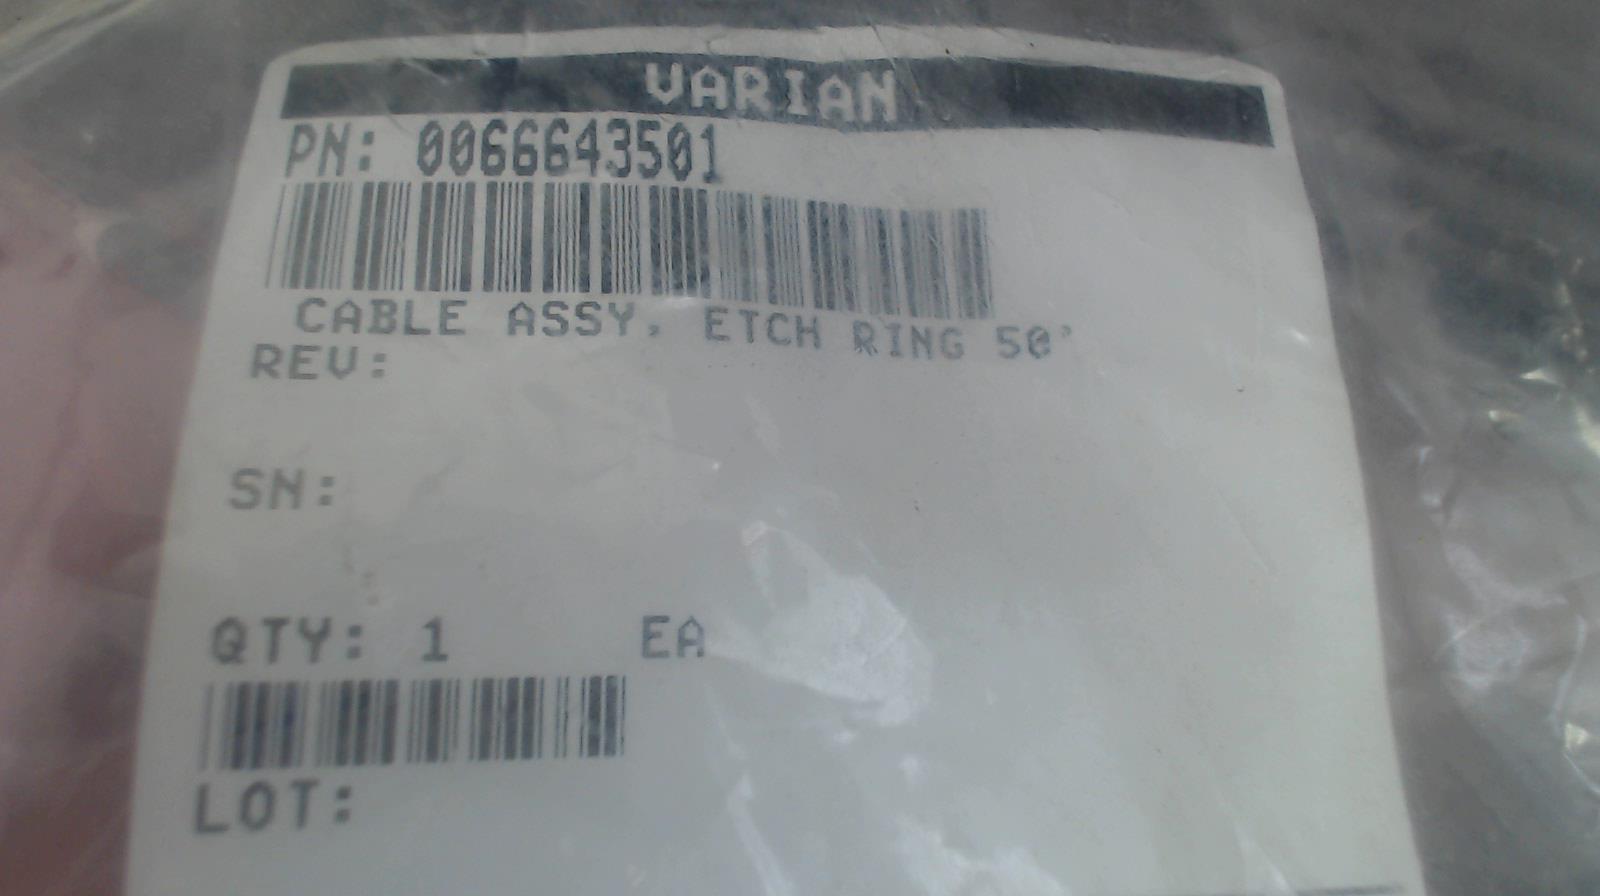 VARIAN
PN: 0066643501
CABLE ASSY, ETCH RING 50'
REV:
SN:
QTY: 1 EA
LOT: